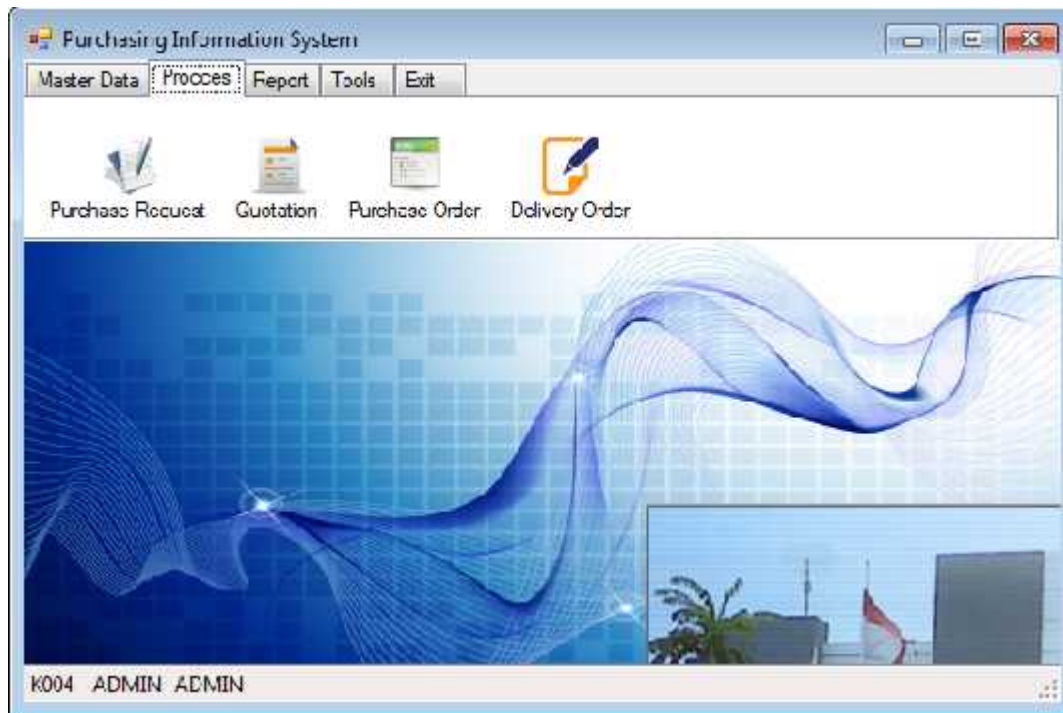 Purchasing Information System
Master Data Procces Report Tools Exit
Purchase Request Quotation Purchase Order Delivery Order
K004 ADMIN ADMIN